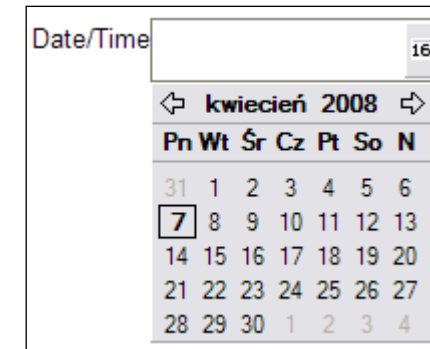 Date/Time
16
kwiecień 2008
Pn Wt Śr Cz Pt So N
31 1 2 3 4 5 6
7 8 9 10 11 12 13
14 15 16 17 18 19 20
21 22 23 24 25 26 27
28 29 30 1 2 3 4